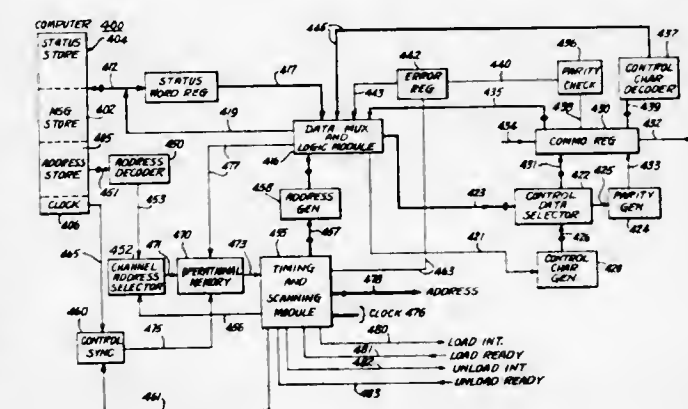 COMPUTER 400
STATUS STORE
404
412
STATUS WORD REG
417
445
443
442
ERROR REG
440
436
PARITY CHECK
437
CONTROL CHAR DECODER
435
438
439
430
COMMO REG
432
434
MSG STORE
402
419
DATA MUX AND LOGIC MODULE
416
477
431
433
405
ADDRESS STORE
450
ADDRESS DECODER
451
453
458
ADDRESS GEN
457
423
422
CONTROL DATA SELECTOR
425
PARITY GEN
424
CLOCK
406
465
452
CHANNEL ADDRESS SELECTOR
471
470
OPERATIONAL MEMORY
473
455
TIMING AND SCANNING MODULE
463
421
426
CONTROL CHAR GEN
428
478
ADDRESS
CLOCK 476
460
CONTROL SYNC
475
456
480
LOAD INT.
481
LOAD READY
482
UNLOAD INT
483
UNLOAD READY
461